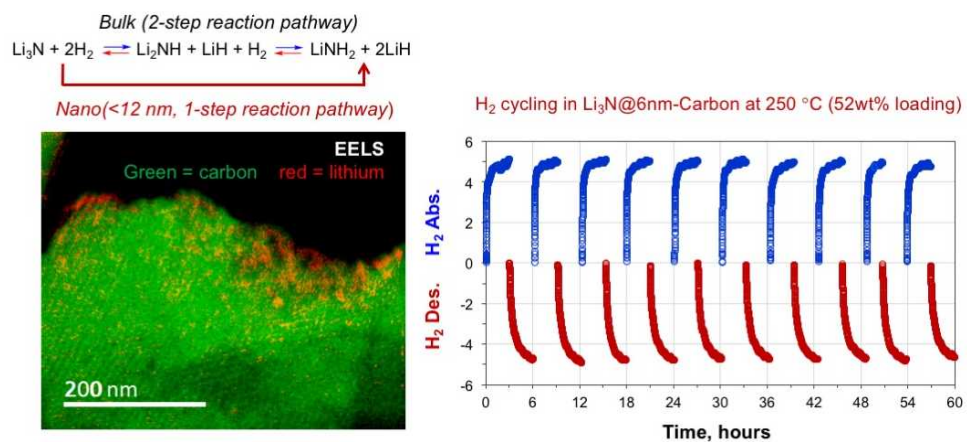 Bulk (2-step reaction pathway)
Li₃N + 2H₂ ⇄ Li₂NH + LiH + H₂ ⇄ LiNH₂ + 2LiH
Nano(<12 nm, 1-step reaction pathway)
EELS
Green = carbon red = lithium
200 nm
H₂ cycling in Li₃N@6nm-Carbon at 250 °C (52wt% loading)
H₂ Abs.
H₂ Des.
6
4
2
0
-2
-4
-6
0 6 12 18 24 30 36 42 48 54 60
Time, hours